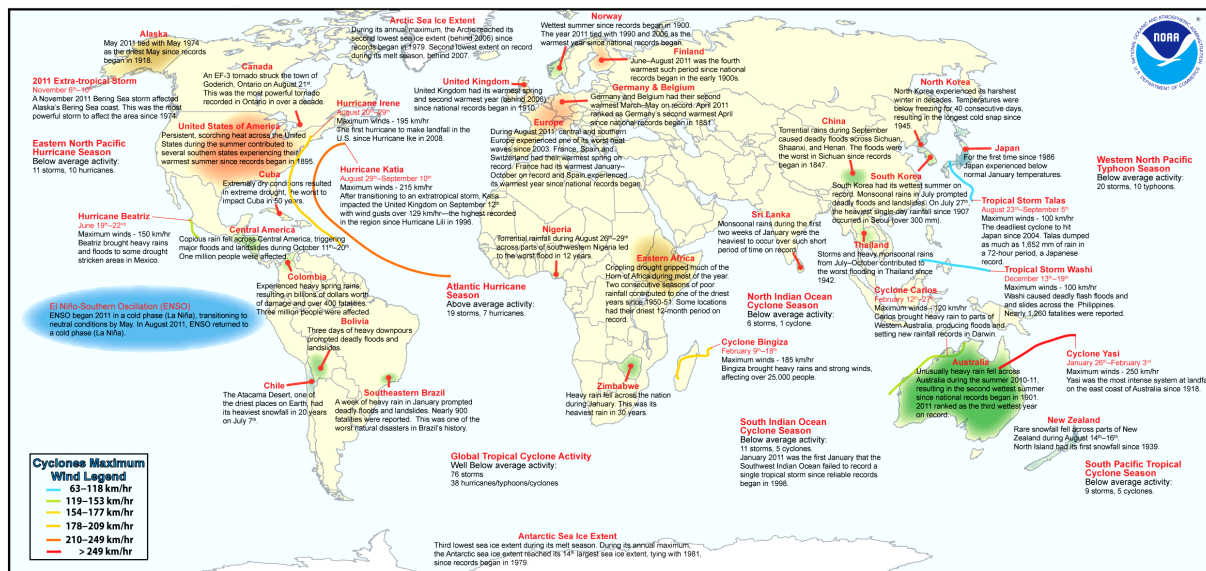 Alaska
May 2011 tied with May 1974
as the driest May since records
began in 1918.
2011 Extra-tropical Storm
A November 2011 Bering Sea storm affected
Alaska's Bering Sea coast. This was the most
powerful storm to affect the area since 1974.
Canada
An EF-3 tornado struck the town of
Goderich, Ontario on August 21st.
This was the most powerful tornado
recorded in Ontario in over a decade.
Arctic Sea Ice Extent
During its annual maximum, the Arctic reached its
second lowest sea ice extent (behind 2006) since
records began in 1979. Second lowest extent on record
during its melt season, behind 2007.
Norway
Wettest summer since records began in 1900.
The year 2011 tied with 1990 and 2006 as
the warmest year since national records began.
Finland
June–August 2011 was the fourth
warmest such period since national
records began in the early 1900s.
United Kingdom
United Kingdom had its warmest spring
and second warmest year (behind 2006)
since national records began in 1910.
Germany & Belgium
Germany and Belgium had their second
warmest March–May on record. April 2011
ranked as Germany's second warmest April
since national records began in 1881.
Europe
During August 2011, central and southern
Europe experienced one of its worst heat
waves since 2003. France, Spain and
Switzerland had their warmest spring on
record. France had its warmest January–
October on record and Spain experienced
its warmest year since national records began.
Hurricane Irene
August 20th–29th
Maximum winds - 195 km/hr
The first hurricane to make landfall in the
U.S. since Hurricane Ike in 2008.
United States of America
Persistent, scorching heat across the United
States during the summer contributed to
several southern states experiencing their
warmest summer since records began in 1895.
Eastern North Pacific
Hurricane Season
Below average activity:
11 storms, 10 hurricanes.
Cuba
Extremely dry conditions resulted
in extreme drought, the worst to
impact Cuba in 50 years.
Hurricane Katia
August 29th–September 10th
Maximum winds - 215 km/hr
After transitioning to an extratropical storm, Katia
impacted the United Kingdom on September 12th
with wind gusts over 129 km/hr—the highest recorded
in the region since Hurricane Lili in 1996.
Hurricane Beatriz
June 19th–22nd
Maximum winds - 150 km/hr
Beatriz brought heavy rains
and floods to some drought
stricken areas in Mexico.
Central America
Copious rain fell across Central America, triggering
major floods and landslides during October 11th–20th.
One million people were affected.
Colombia
Experienced heavy spring rains,
resulting in billions of dollars worth
of damage and over 400 fatalities.
Three million people were affected.
El Niño-Southern Oscillation (ENSO)
ENSO began 2011 in a cold phase (La Niña), transitioning to
neutral conditions by May. In August 2011, ENSO returned to
a cold phase (La Niña).
Bolivia
Three days of heavy downpours
prompted deadly floods and
landslides.
Chile
The Atacama Desert, one of
the driest places on Earth, had
its heaviest snowfall in 20 years
on July 7th.
Southeastern Brazil
A week of heavy rain in January prompted
deadly floods and landslides. Nearly 900
fatalities were reported. This was one of the
worst natural disasters in Brazil's history.
Atlantic Hurricane
Season
Above average activity:
19 storms, 7 hurricanes.
Nigeria
Torrential rainfall during August 26th–29th
across parts of southwestern Nigeria led
to the worst flood in 12 years.
Eastern Africa
Crippling drought gripped much of the
Horn of Africa during most of the year.
Two consecutive seasons of poor
rainfall contributed to one of the driest
years since 1950-51. Some locations
had their driest 12-month period on
record.
Zimbabwe
Heavy rain fell across the
nation during January. This was its
heaviest rain in 30 years.
Cyclone Bingiza
February 9th–18th
Maximum winds - 185 km/hr
Bingiza brought heavy rains and strong winds,
affecting over 25,000 people.
North Korea
North Korea experienced its harshest
winter in decades. Temperatures were
below freezing for 40 consecutive days,
resulting in the longest cold snap since
1945.
China
Torrential rains during September
caused deadly floods across Sichuan,
Shaanxi, and Henan. The floods
were the worst in Sichuan since records
began in 1847.
Japan
For the first time since 1986
Japan experienced below
normal January temperatures.
South Korea
South Korea had its wettest summer on
record. Monsoonal rains in July prompted
deadly floods and landslides. On July 27th,
the heaviest single-day rainfall since 1907
occurred in Seoul (over 300 mm).
Western North Pacific
Typhoon Season
Below average activity:
20 storms, 10 typhoons.
Tropical Storm Talas
August 23rd–September 5th
Maximum winds - 100 km/hr
The deadliest cyclone to hit
Japan since 2004. Talas dumped
as much as 1,652 mm of rain in
a 72-hour period, a Japanese
record.
Sri Lanka
Monsoonal rains during the first
two weeks of January were the
heaviest to occur over such short
period of time on record.
Thailand
Storms and heavy monsoonal rains
from July–October contributed to
the worst flooding in Thailand since
1942.
Tropical Storm Washi
December 13th–19th
Maximum winds - 100 km/hr
Washi caused deadly flash floods
and slides across the Philippines.
Nearly 1,260 fatalities were reported.
North Indian Ocean
Cyclone Season
Below average activity:
6 storms, 1 cyclone.
Cyclone Carlos
February 12th–27th
Maximum winds - 120 km/hr
Carlos brought heavy rain to parts of
Western Australia, producing floods and
setting new rainfall records in Darwin.
Australia
Unusually heavy rain fell across
Australia during the summer 2010-11,
resulting in the second wettest summer
since national records began in 1901.
2011 ranked as the third wettest year
on record.
Cyclone Yasi
January 26th–February 3rd
Maximum winds - 250 km/hr
Yasi was the most intense system at landfall
on the east coast of Australia since 1918.
New Zealand
Rare snowfall fell across parts of New
Zealand during August 14th–16th.
North Island had its first snowfall since 1939.
South Indian Ocean
Cyclone Season
Below average activity:
11 storms, 5 cyclones.
January 2011 was the first January that the
Southwest Indian Ocean failed to record a
single tropical storm since reliable records
began in 1998.
South Pacific Tropical
Cyclone Season
Below average activity:
9 storms, 5 cyclones.
Global Tropical Cyclone Activity
Well Below average activity:
76 storms
38 hurricanes/typhoons/cyclones
Antarctic Sea Ice Extent
Third lowest sea ice extent during its melt season. During its annual maximum,
the Antarctic sea ice extent reached its 14th largest sea ice extent, tying with 1981,
since records began in 1979.
Cyclones Maximum
Wind Legend
63–118 km/hr
119–153 km/hr
154–177 km/hr
178–209 km/hr
210–249 km/hr
> 249 km/hr
NATIONAL OCEANIC AND ATMOSPHERIC ADMINISTRATION
NOAA
U.S. DEPARTMENT OF COMMERCE